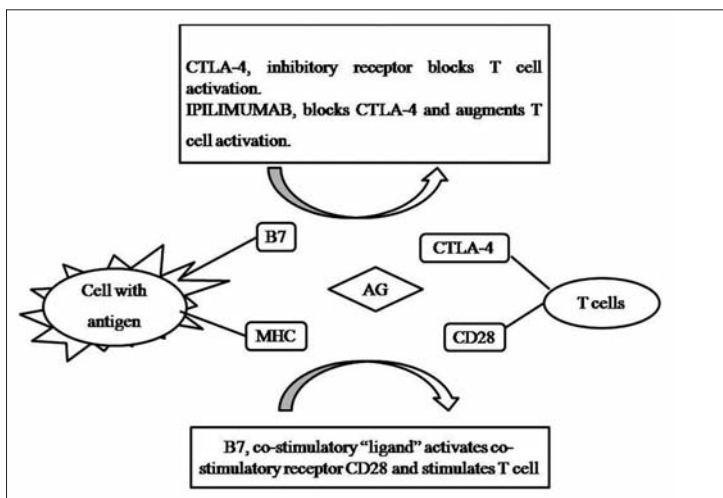 CTLA-4, inhibitory receptor blocks T cell
activation.
IPILIMUMAB, blocks CTLA-4 and augments T
cell activation.
B7
CTLA-4
Cell with
antigen
AG
T cells
MHC
CD28
B7, co-stimulatory “ligand” activates co-
stimulatory receptor CD28 and stimulates T cell